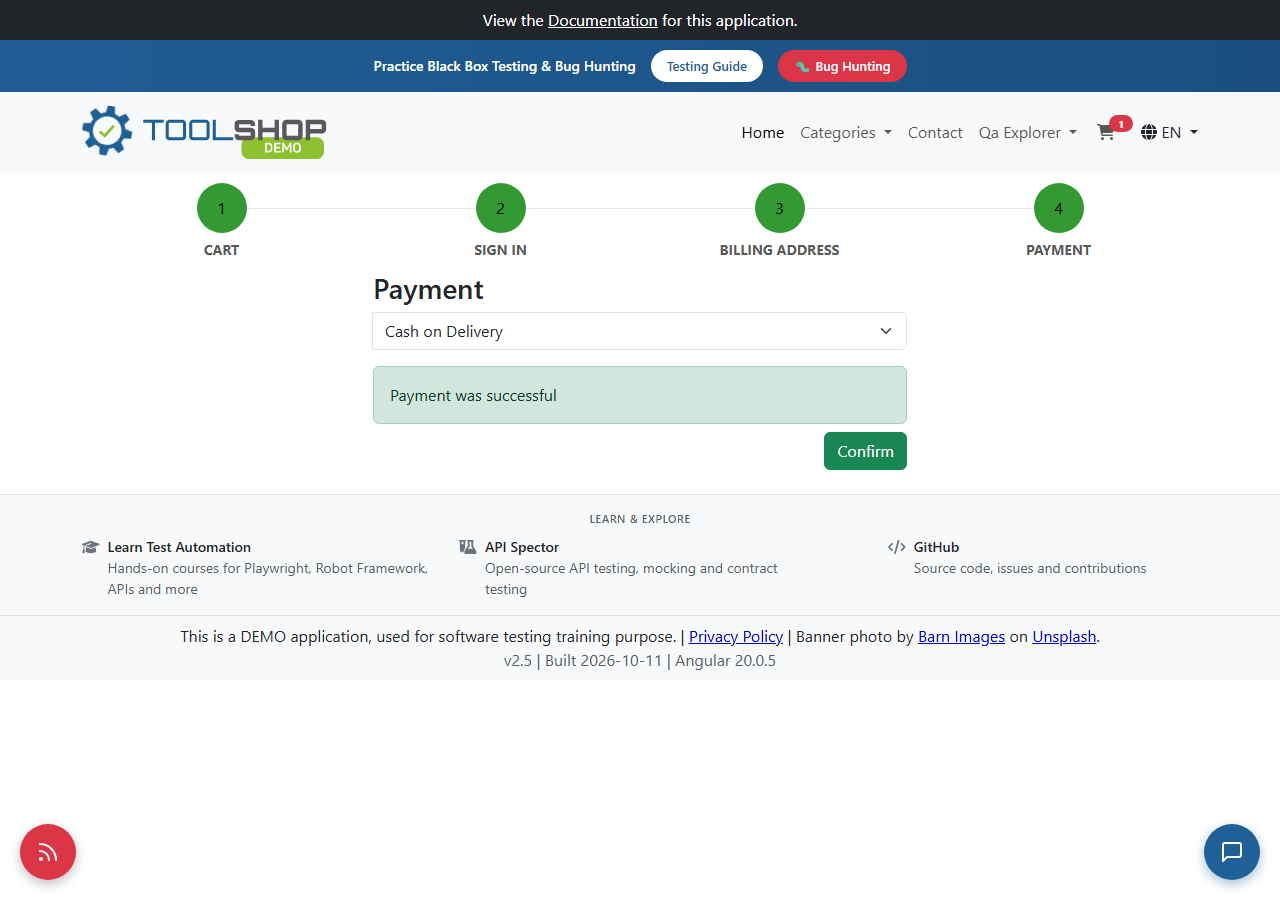 View the Documentation for this application.
Practice Black Box Testing & Bug Hunting Testing Guide Bug Hunting
TOOLSHOP
DEMO
Home Categories Contact Qa Explorer 1 EN
1 2 3 4
CART SIGN IN BILLING ADDRESS PAYMENT
Payment
Cash on Delivery
Payment was successful
Confirm
LEARN & EXPLORE
Learn Test Automation
Hands-on courses for Playwright, Robot Framework,
APIs and more
API Spector
Open-source API testing, mocking and contract
testing
GitHub
Source code, issues and contributions
This is a DEMO application, used for software testing training purpose. | Privacy Policy | Banner photo by Barn Images on Unsplash.
v2.5 | Built 2026-10-11 | Angular 20.0.5